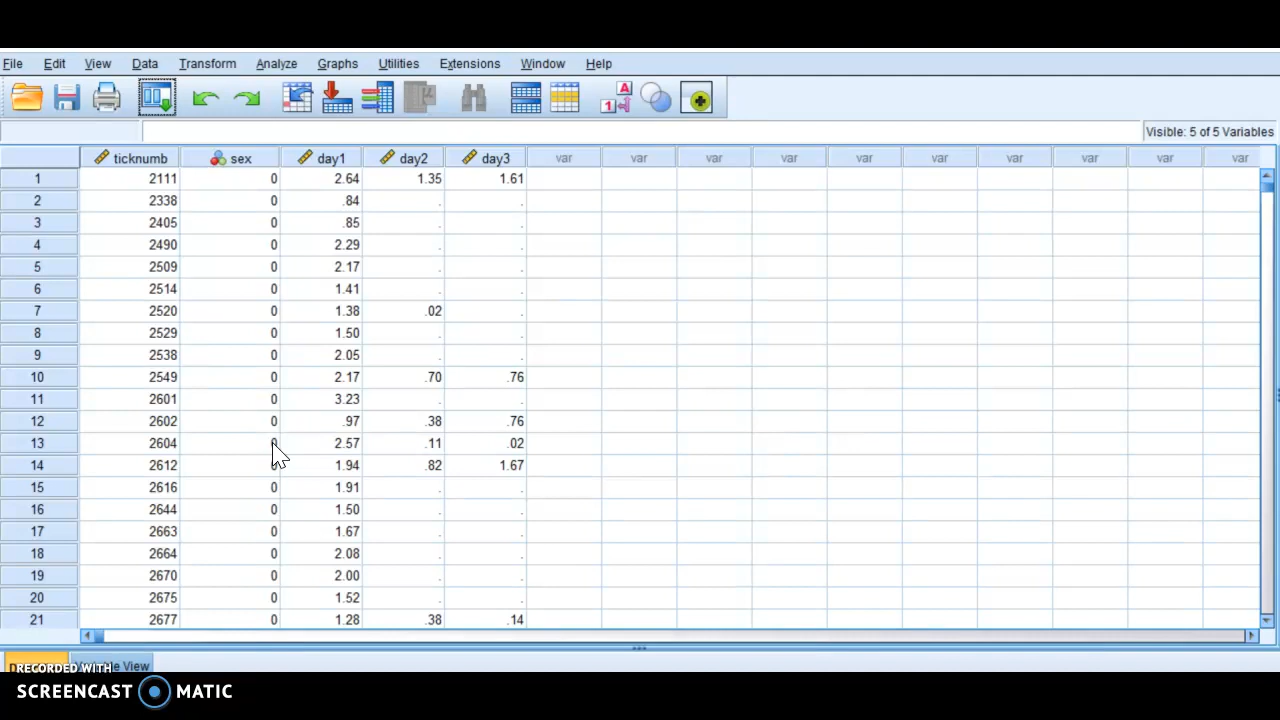 File Edit View Data Transform Analyze Graphs Utilities Extensions Window Help
1 A
Visible: 5 of 5 Variables
ticknumb sex day1 day2 day3 var var var var var var var var var var
1 2111 0 2.64 1.35 1.61
2 2338 0 .84 . .
3 2405 0 .85 . .
4 2490 0 2.29 . .
5 2509 0 2.17 . .
6 2514 0 1.41 . .
7 2520 0 1.38 .02 .
8 2529 0 1.50 . .
9 2538 0 2.05 . .
10 2549 0 2.17 .70 .76
11 2601 0 3.23 . .
12 2602 0 .97 .38 .76
13 2604 0 2.57 .11 .02
14 2612 0 1.94 .82 1.67
15 2616 0 1.91 . .
16 2644 0 1.50 . .
17 2663 0 1.67 . .
18 2664 0 2.08 . .
19 2670 0 2.00 . .
20 2675 0 1.52 . .
21 2677 0 1.28 .38 .14
View
RECORDED WITH
SCREENCAST MATIC